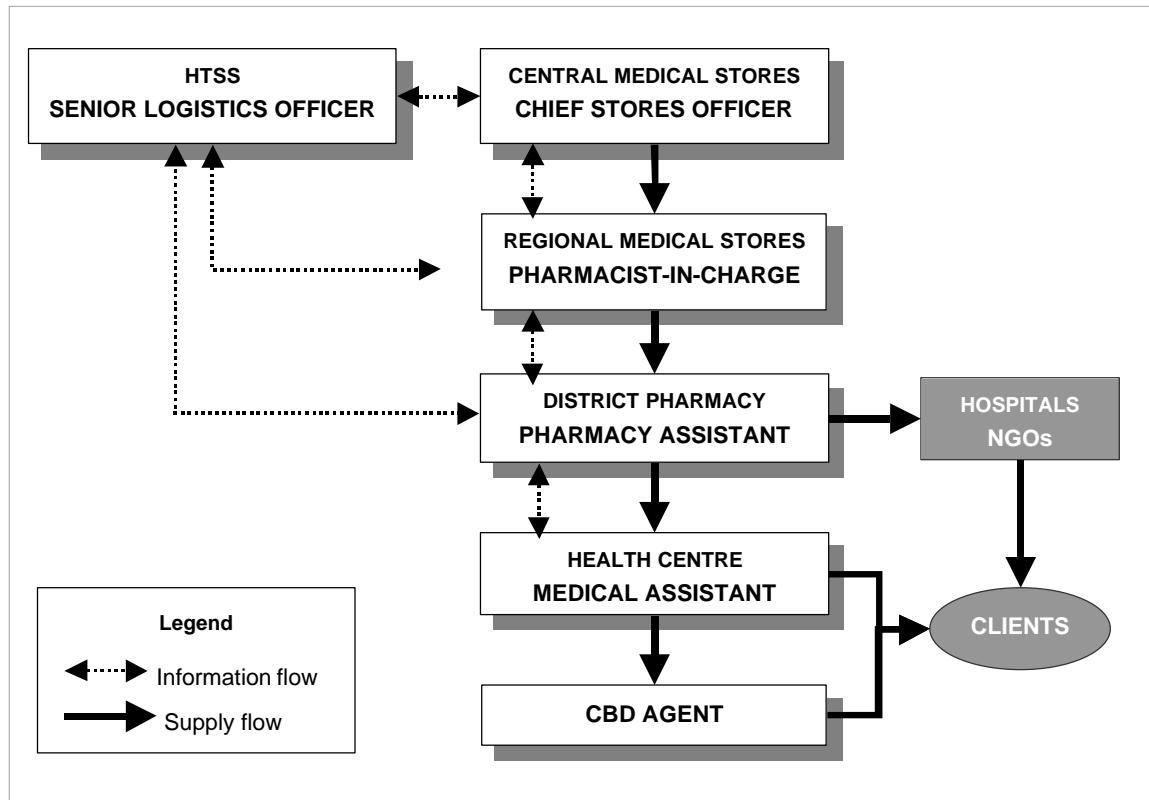 HTSS
SENIOR LOGISTICS OFFICER
CENTRAL MEDICAL STORES
CHIEF STORES OFFICER
REGIONAL MEDICAL STORES
PHARMACIST-IN-CHARGE
DISTRICT PHARMACY
PHARMACY ASSISTANT
HOSPITALS
NGOs
HEALTH CENTRE
MEDICAL ASSISTANT
CLIENTS
CBD AGENT
Legend
Information flow
Supply flow